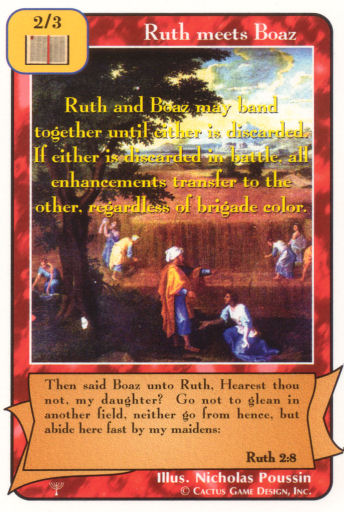 2/3
Ruth meets Boaz
Ruth and Boaz may band
together until either is discarded.
If either is discarded in battle, all
enhancements transfer to the
other, regardless of brigade color.
Then said Boaz unto Ruth, Hearest thou
not, my daughter? Go not to glean in
another field, neither go from hence, but
abide here fast by my maidens:
Ruth 2:8
Illus. Nicholas Poussin
© Cactus Game Design, Inc.